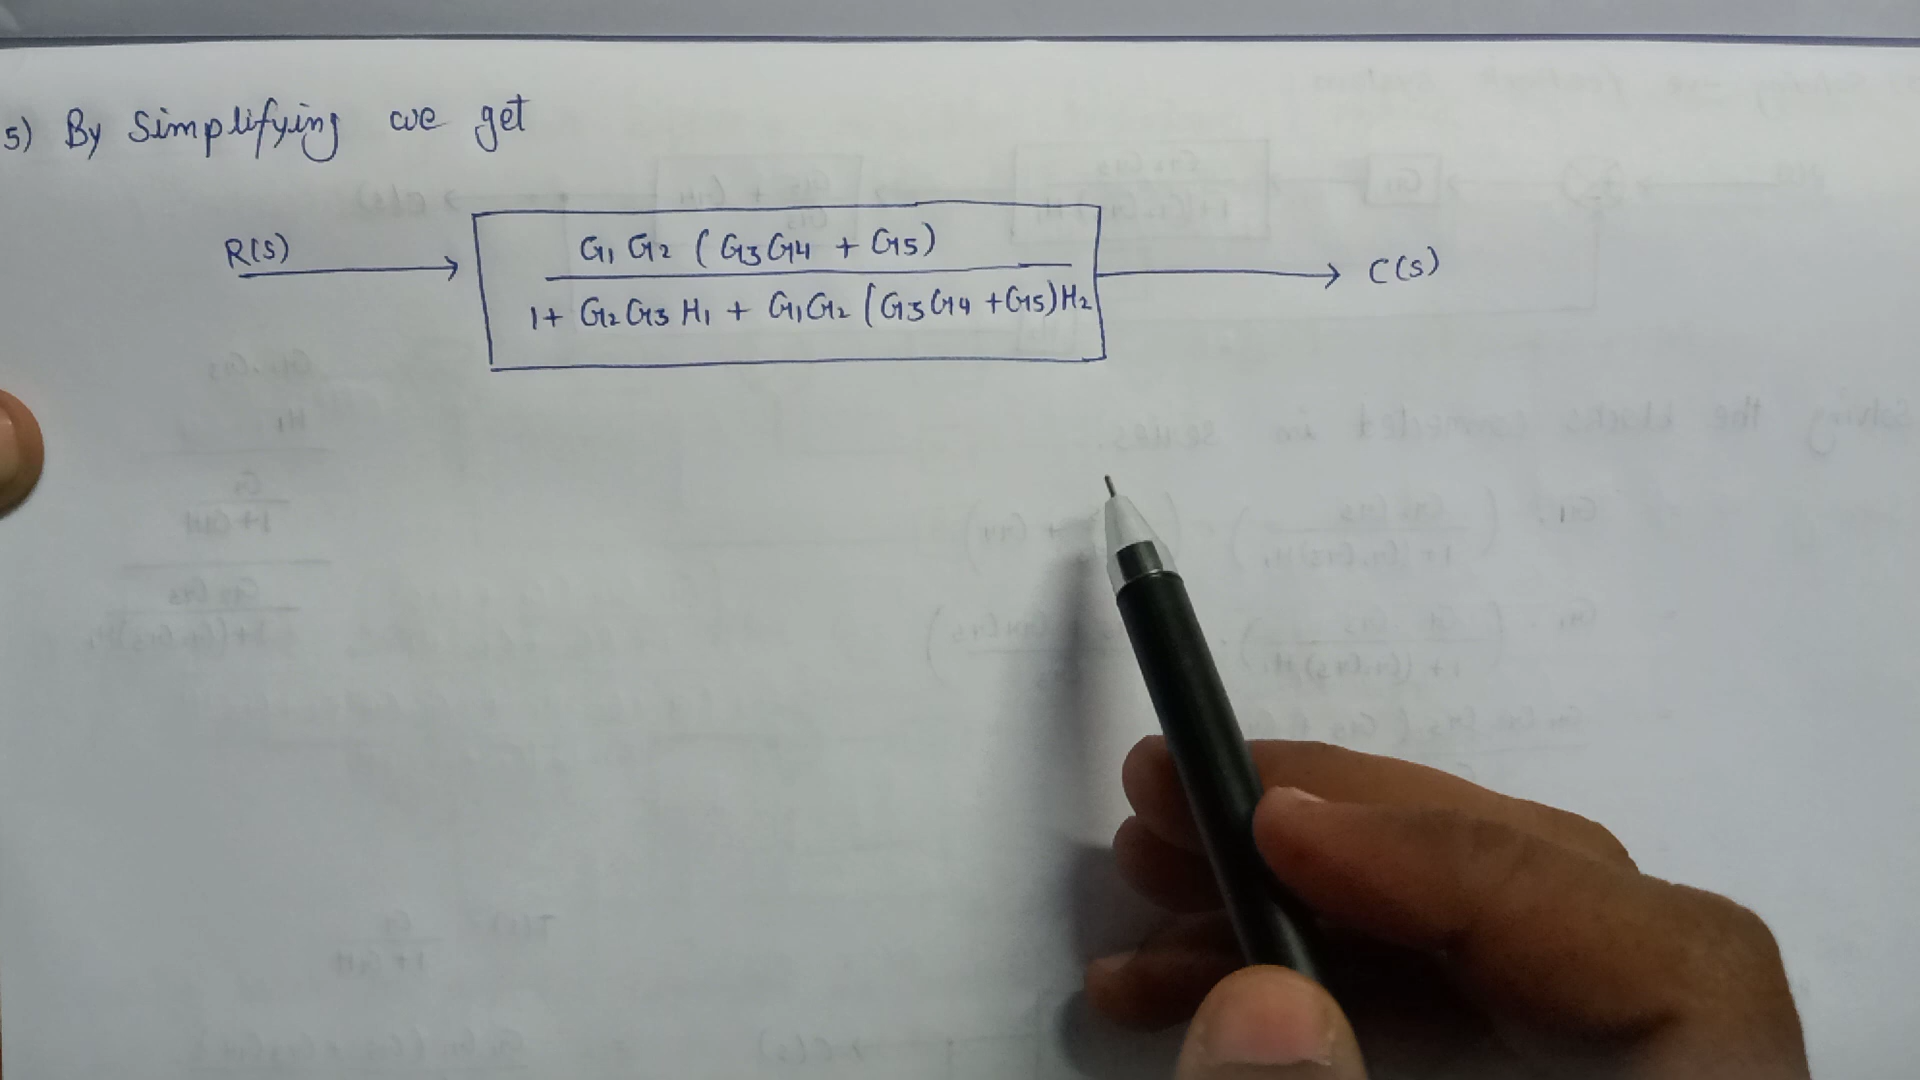 5) By Simplifying we get
R(s)
G1 G2 (G3G4 + G5)
1+ G2G3 H1 + G1G2 (G3G4 +G5)H2
C(s)